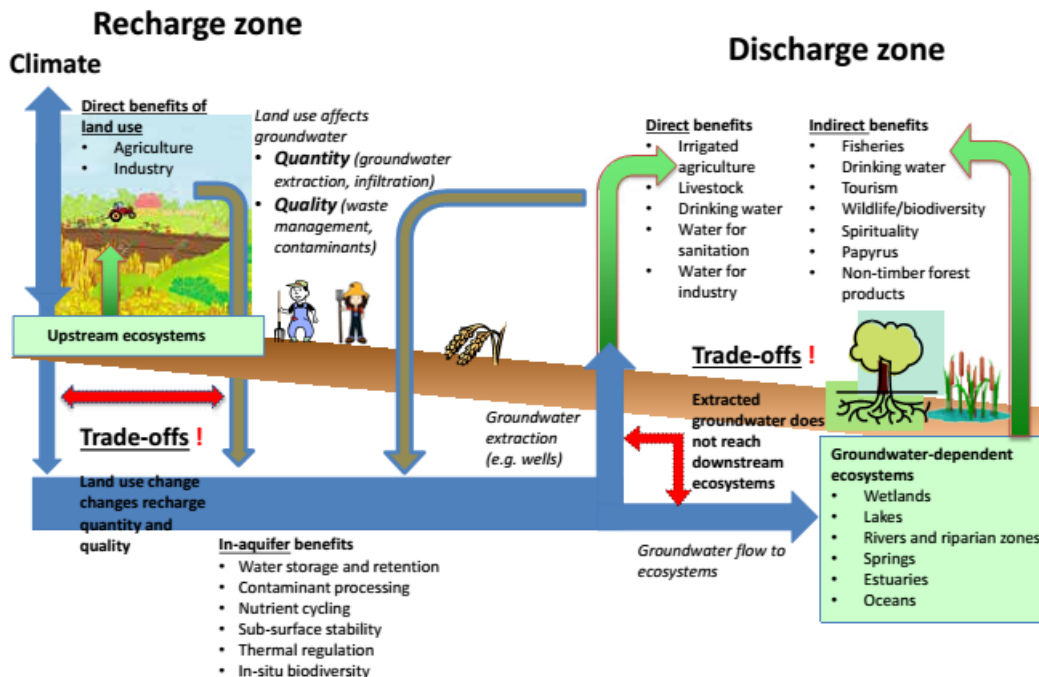 Recharge zone
Discharge zone
Climate
Direct benefits of
land use
• Agriculture
• Industry
Land use affects
groundwater
• Quantity (groundwater
extraction, infiltration)
• Quality (waste
management,
contaminants)
Direct benefits
• Irrigated
agriculture
• Livestock
• Drinking water
• Water for
sanitation
• Water for
industry
Indirect benefits
• Fisheries
• Drinking water
• Tourism
• Wildlife/biodiversity
• Spirituality
• Papyrus
• Non-timber forest
products
Upstream ecosystems
Trade-offs !
Land use change
changes recharge
quantity and
quality
Groundwater
extraction
(e.g. wells)
Trade-offs !
Extracted
groundwater does
not reach
downstream
ecosystems
Groundwater-dependent
ecosystems
• Wetlands
• Lakes
• Rivers and riparian zones
• Springs
• Estuaries
• Oceans
In-aquifer benefits
• Water storage and retention
• Contaminant processing
• Nutrient cycling
• Sub-surface stability
• Thermal regulation
• In-situ biodiversity
Groundwater flow to
ecosystems